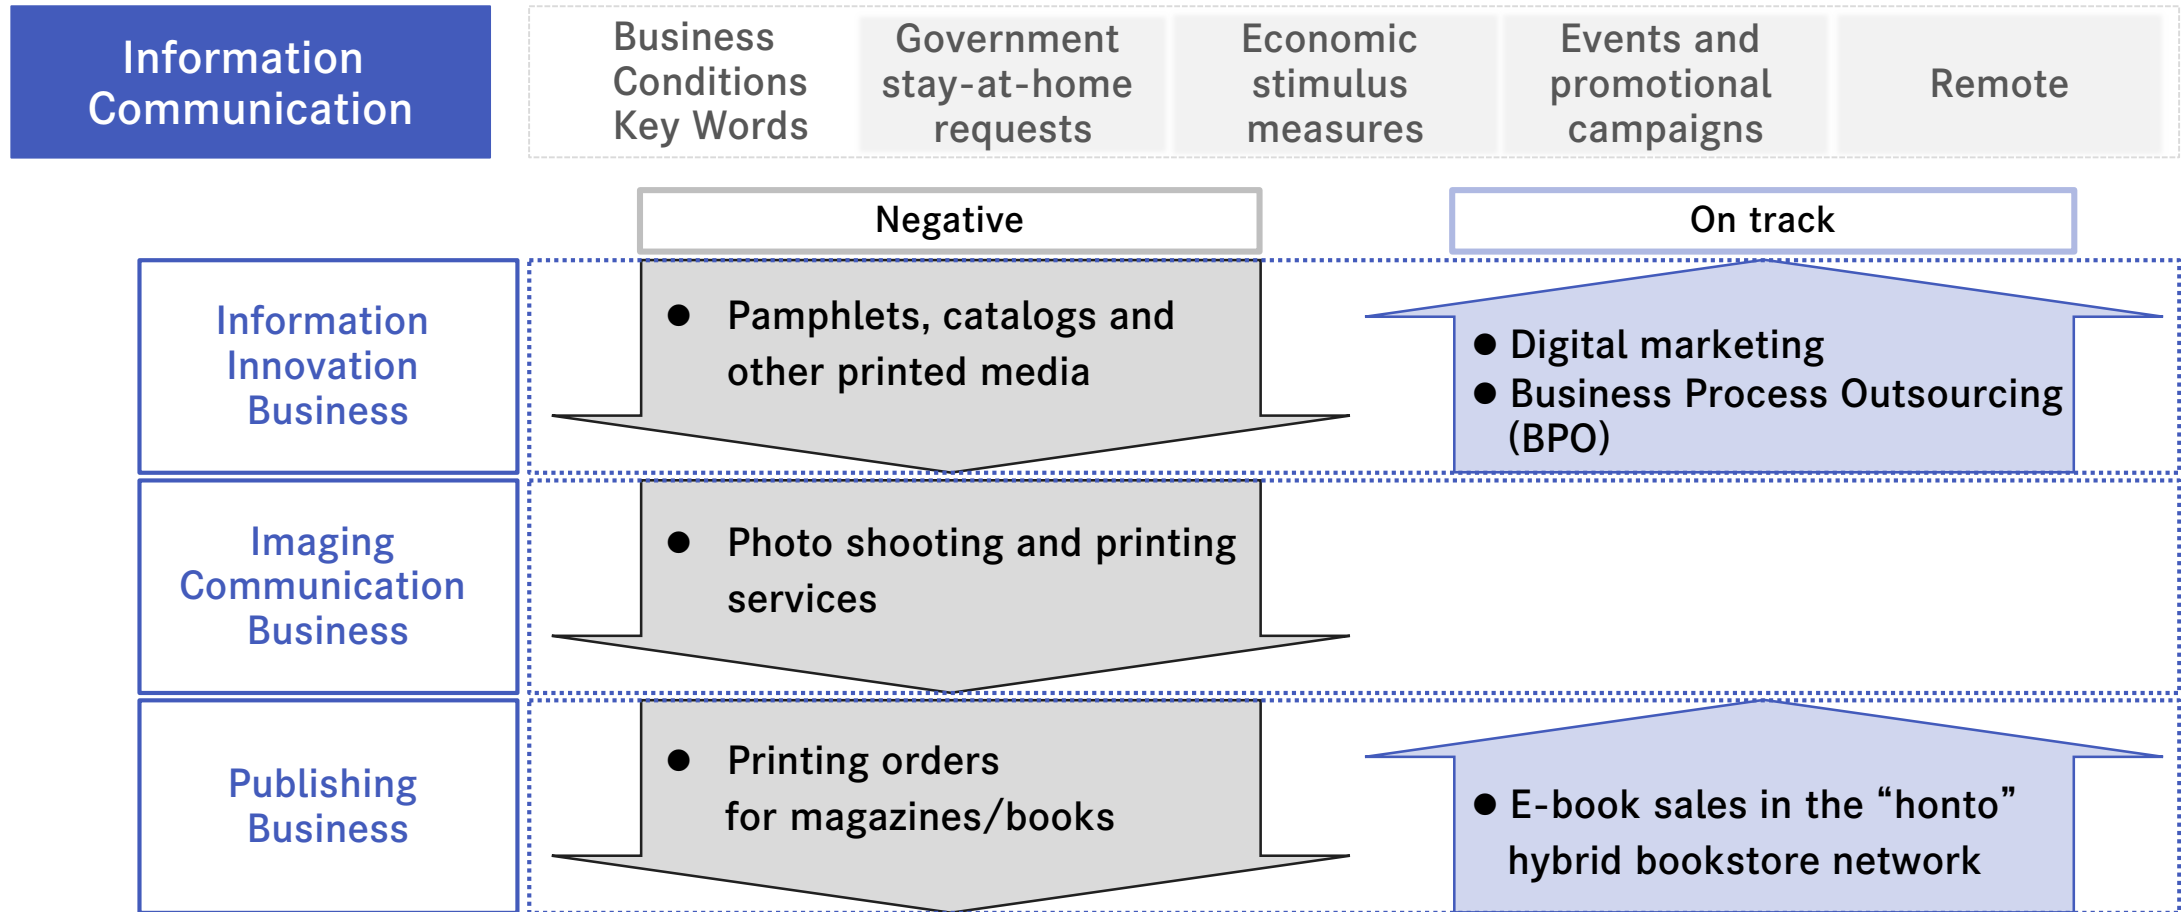 Information
Communication
Business
Conditions
Key Words
Government
stay-at-home
requests
Economic
stimulus
measures
Events and
promotional
campaigns
Remote
Negative
On track
Information
Innovation
Business
● Pamphlets, catalogs and
other printed media
● Digital marketing
● Business Process Outsourcing
(BPO)
Imaging
Communication
Business
● Photo shooting and printing
services
Publishing
Business
● Printing orders
for magazines/books
● E-book sales in the “honto”
hybrid bookstore network